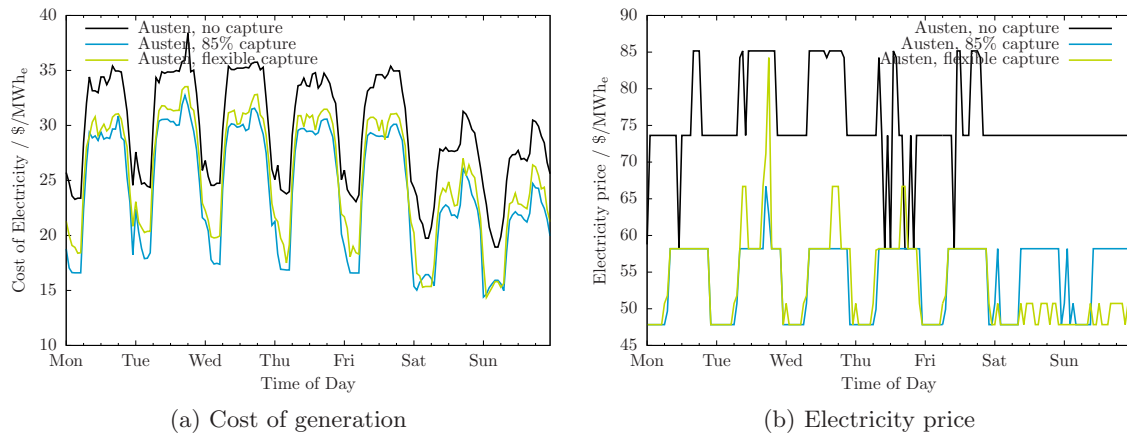 Austen, no capture
Austen, 85% capture
Austen, flexible capture
Cost of Electricity / $/MWhe
40
35
30
25
20
15
10
Mon Tue Wed Thu Fri Sat Sun
Time of Day
(a) Cost of generation
Austen, no capture
Austen, 85% capture
Austen, flexible capture
Electricity price / $/MWhe
90
85
80
75
70
65
60
55
50
45
Mon Tue Wed Thu Fri Sat Sun
Time of Day
(b) Electricity price